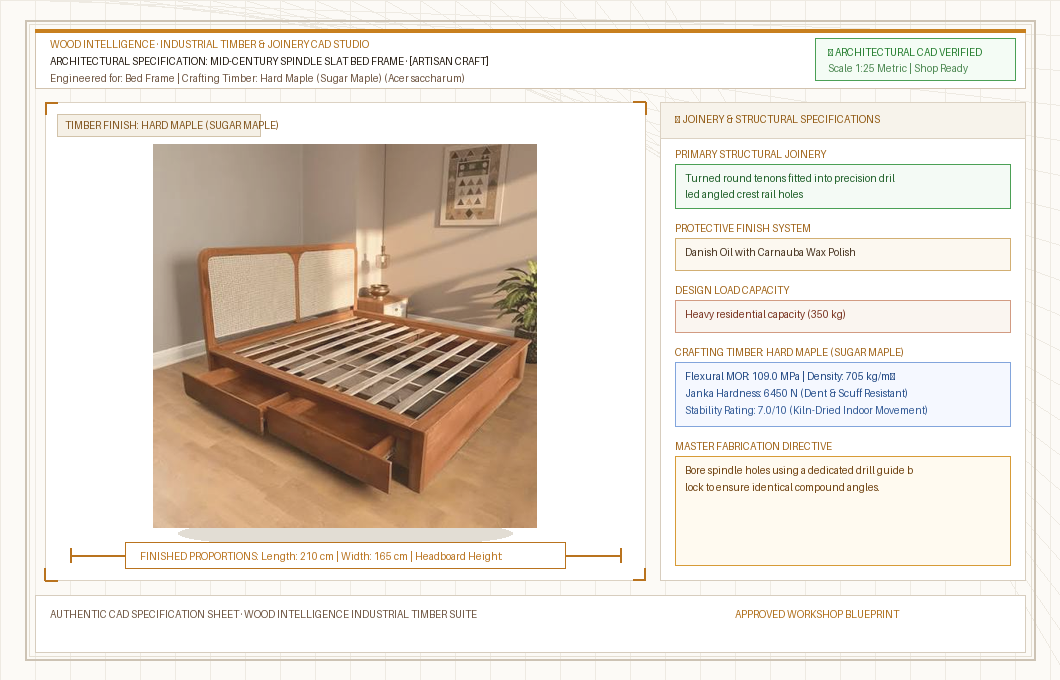 WOOD INTELLIGENCE · INDUSTRIAL TIMBER & JOINERY CAD STUDIO
ARCHITECTURAL SPECIFICATION: MID-CENTURY SPINDLE SLAT BED FRAME · [ARTISAN CRAFT]
Engineered for: Bed Frame | Crafting Timber: Hard Maple (Sugar Maple) (Acer saccharum)
ARCHITECTURAL CAD VERIFIED
Scale 1:25 Metric | Shop Ready
TIMBER FINISH: HARD MAPLE (SUGAR MAPLE)
FINISHED PROPORTIONS: Length: 210 cm | Width: 165 cm | Headboard Height
JOINERY & STRUCTURAL SPECIFICATIONS
PRIMARY STRUCTURAL JOINERY
Turned round tenons fitted into precision dril
led angled crest rail holes
PROTECTIVE FINISH SYSTEM
Danish Oil with Carnauba Wax Polish
DESIGN LOAD CAPACITY
Heavy residential capacity (350 kg)
CRAFTING TIMBER: HARD MAPLE (SUGAR MAPLE)
Flexural MOR: 109.0 MPa | Density: 705 kg/m
Janka Hardness: 6450 N (Dent & Scuff Resistant)
Stability Rating: 7.0/10 (Kiln-Dried Indoor Movement)
MASTER FABRICATION DIRECTIVE
Bore spindle holes using a dedicated drill guide b
lock to ensure identical compound angles.
AUTHENTIC CAD SPECIFICATION SHEET · WOOD INTELLIGENCE INDUSTRIAL TIMBER SUITE
APPROVED WORKSHOP BLUEPRINT